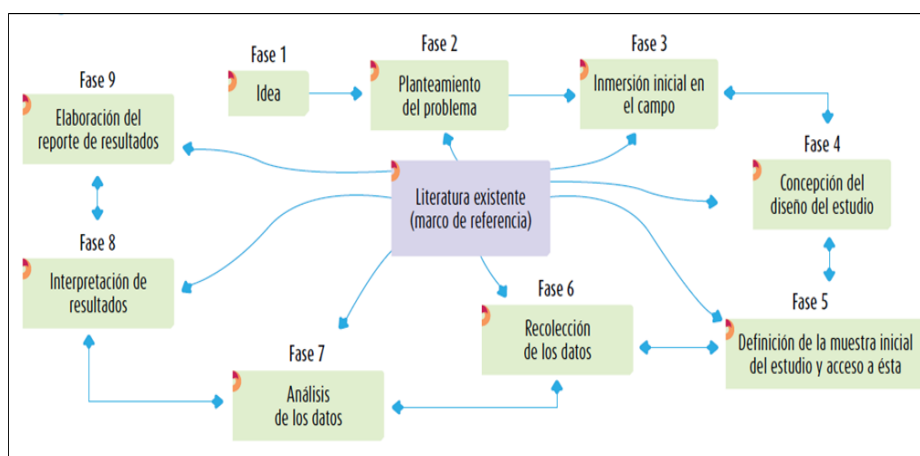 Fase 1
Idea
Fase 2
Planteamiento
del problema
Fase 3
Inmersión inicial en
el campo
Fase 4
Concepción del
diseño del estudio
Fase 5
Definición de la muestra inicial
del estudio y acceso a ésta
Fase 6
Recolección
de los datos
Fase 7
Análisis
de los datos
Fase 8
Interpretación de
resultados
Fase 9
Elaboración del
reporte de resultados
Literatura existente
(marco de referencia)